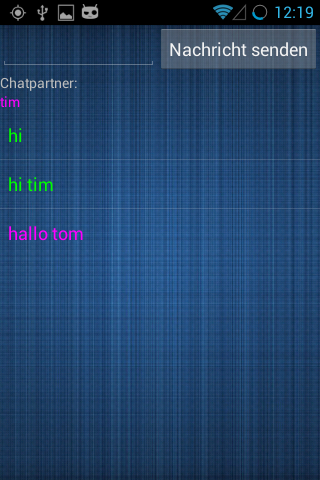 12:19
Nachricht senden
Chatpartner:
tim
hi
hi tim
hallo tom